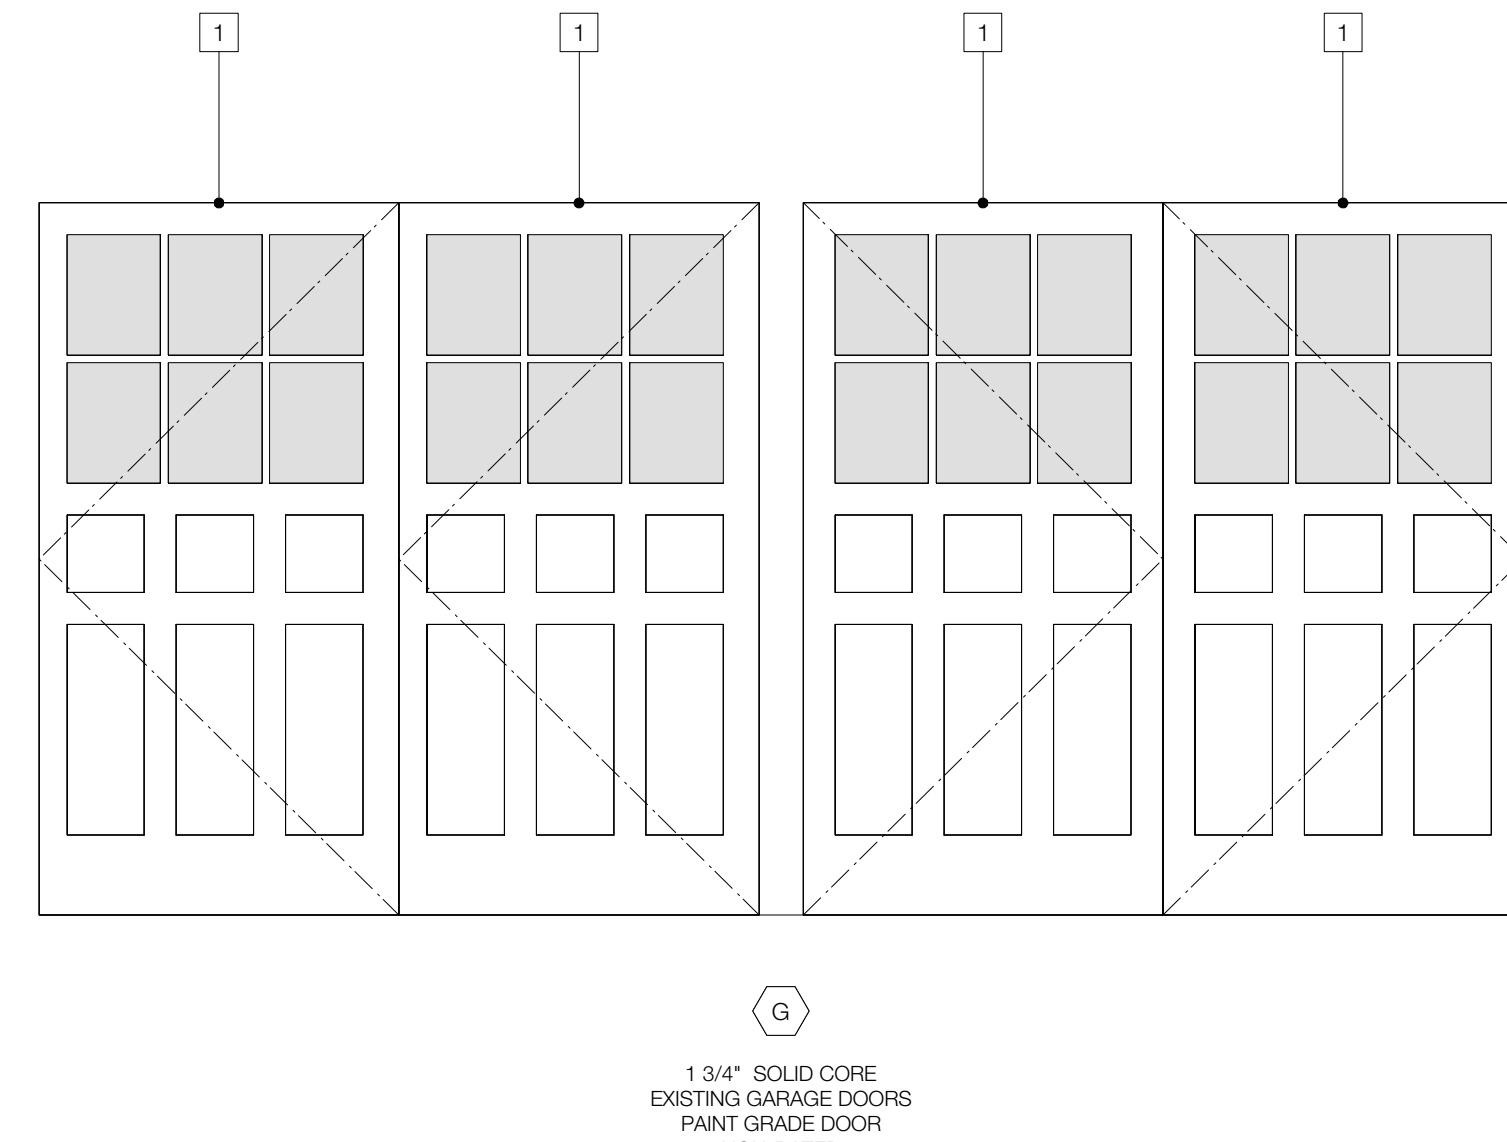 1 1 1 1
G
1 3/4" SOLID CORE
EXISTING GARAGE DOORS
PAINT GRADE DOOR